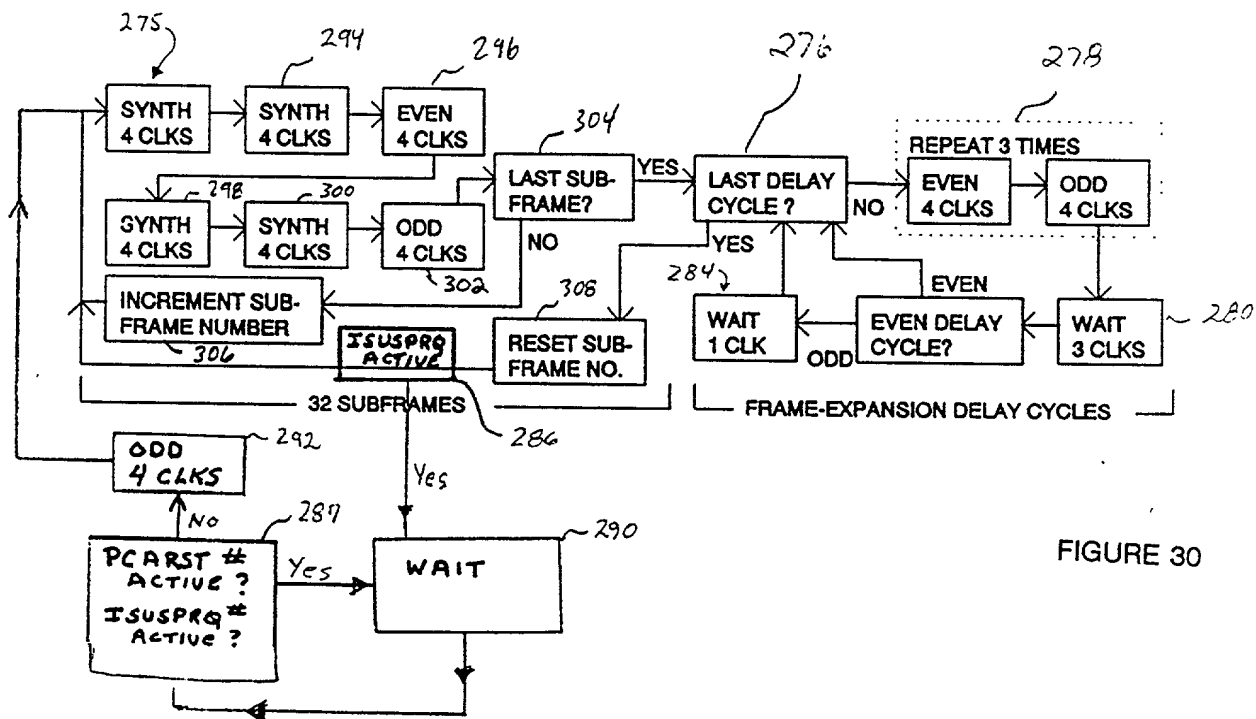 275
294
296
276
278
SYNTH
4 CLKS
SYNTH
4 CLKS
EVEN
4 CLKS
304
REPEAT 3 TIMES
LAST SUB-
FRAME?
YES
LAST DELAY
CYCLE ?
NO
EVEN
4 CLKS
ODD
4 CLKS
298
300
SYNTH
4 CLKS
SYNTH
4 CLKS
ODD
4 CLKS
302
NO
YES
284
308
EVEN
280
INCREMENT SUB-
FRAME NUMBER
306
ISUSPRQ
ACTIVE
RESET SUB-
FRAME NO.
WAIT
1 CLK
ODD
EVEN DELAY
CYCLE?
WAIT
3 CLKS
32 SUBFRAMES
FRAME-EXPANSION DELAY CYCLES
286
292
ODD
4 CLKS
Yes
NO
287
290
PCARST #
ACTIVE ?
ISUSPRQ #
ACTIVE ?
Yes
WAIT
FIGURE 30